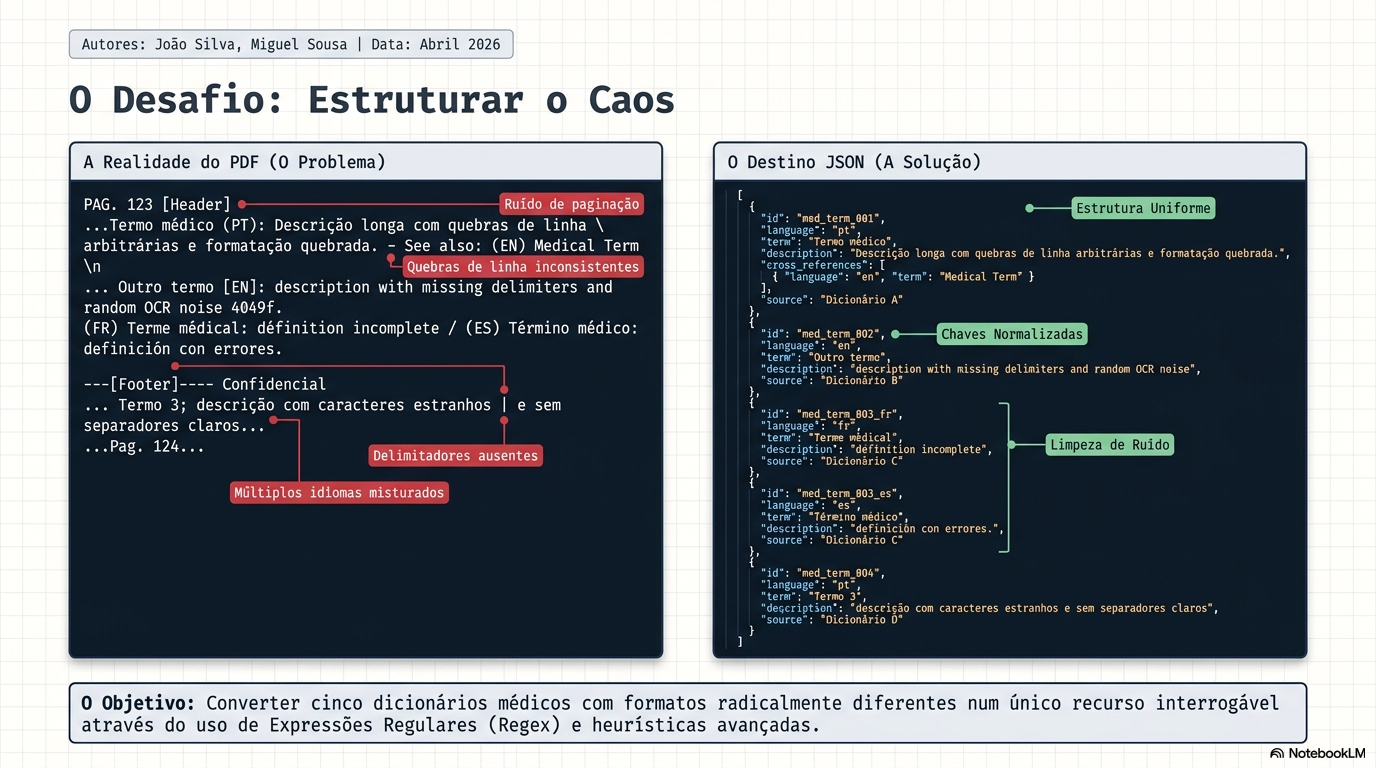 Autores: João Silva, Miguel Sousa | Data: Abril 2026
O Desafio: Estruturar o Caos
A Realidade do PDF (O Problema)
PAG. 123 [Header]
Ruído de paginação
...Termo médico (PT): Descrição longa com quebras de linha \
arbitrárias e formatação quebrada. - See also: (EN) Medical Term
\n
Quebras de linha inconsistentes
... Outro termo [EN]: description with missing delimiters and
random OCR noise 4049f.
(FR) Terme médical: définition incomplete / (ES) Término médico:
definición con errores.
---[Footer]---- Confidencial
... Termo 3; descrição com caracteres estranhos | e sem
separadores claros...
...Pag. 124...
Delimitadores ausentes
Múltiplos idiomas misturados
O Destino JSON (A Solução)
[
{
"id": "med_term_001",
"language": "pt",
"term": "Termo médico",
"description": "Descrição longa com quebras de linha arbitrárias e formatação quebrada.",
"cross_references": [
{ "language": "en", "term": "Medical Term" }
],
"source": "Dicionário A"
},
{
"id": "med_term_002",
"language": "en",
"term": "Outro termo",
"description": "description with missing delimiters and random OCR noise",
"source": "Dicionário B"
},
{
"id": "med_term_003_fr",
"language": "fr",
"term": "Terme médical",
"description": "définition incomplete",
"source": "Dicionário C"
},
{
"id": "med_term_003_es",
"language": "es",
"term": "Término médico",
"description": "definición con errores.",
"source": "Dicionário C"
},
{
"id": "med_term_004",
"language": "pt",
"term": "Termo 3",
"description": "descrição com caracteres estranhos e sem separadores claros",
"source": "Dicionário D"
}
]
Estrutura Uniforme
Chaves Normalizadas
Limpeza de Ruído
O Objetivo: Converter cinco dicionários médicos com formatos radicalmente diferentes num único recurso interrogável
através do uso de Expressões Regulares (Regex) e heurísticas avançadas.
NotebookLM